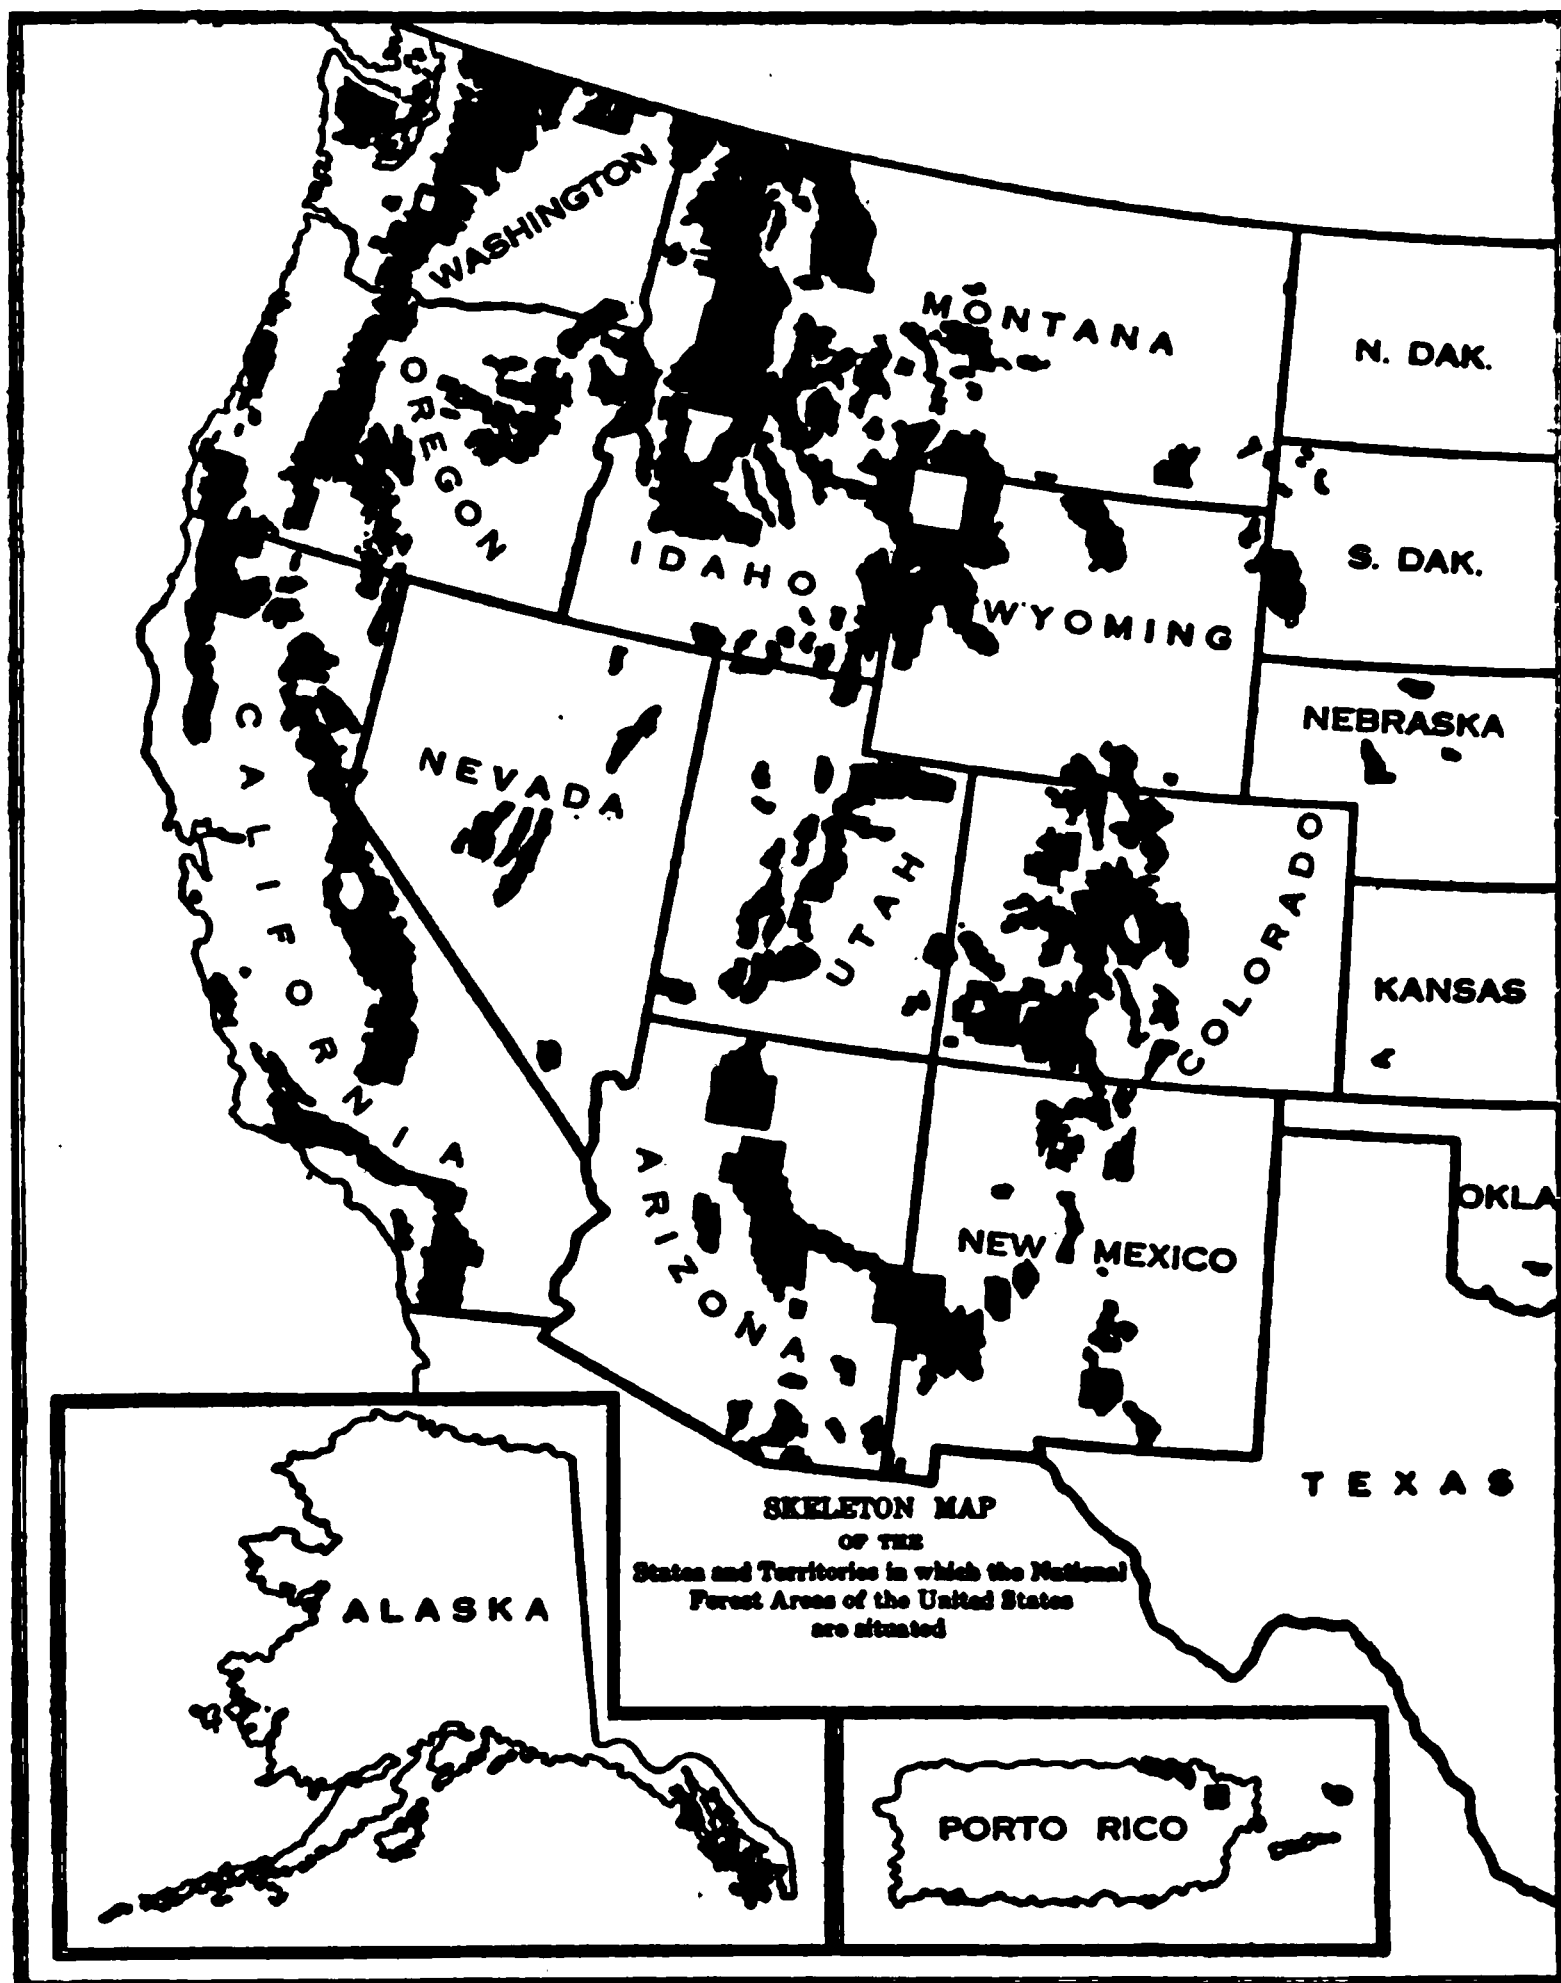 WASHINGTON
MONTANA
N. DAK.
OREGON
IDAHO
S. DAK.
WYOMING
NEBRASKA
CALIFORNIA
NEVADA
UTAH
COLORADO
KANSAS
ARIZONA
NEW MEXICO
OKLA
TEXAS
SKELETON MAP
OF THE
States and Territories in which the National
Forest Areas of the United States
are situated
ALASKA
PORTO RICO